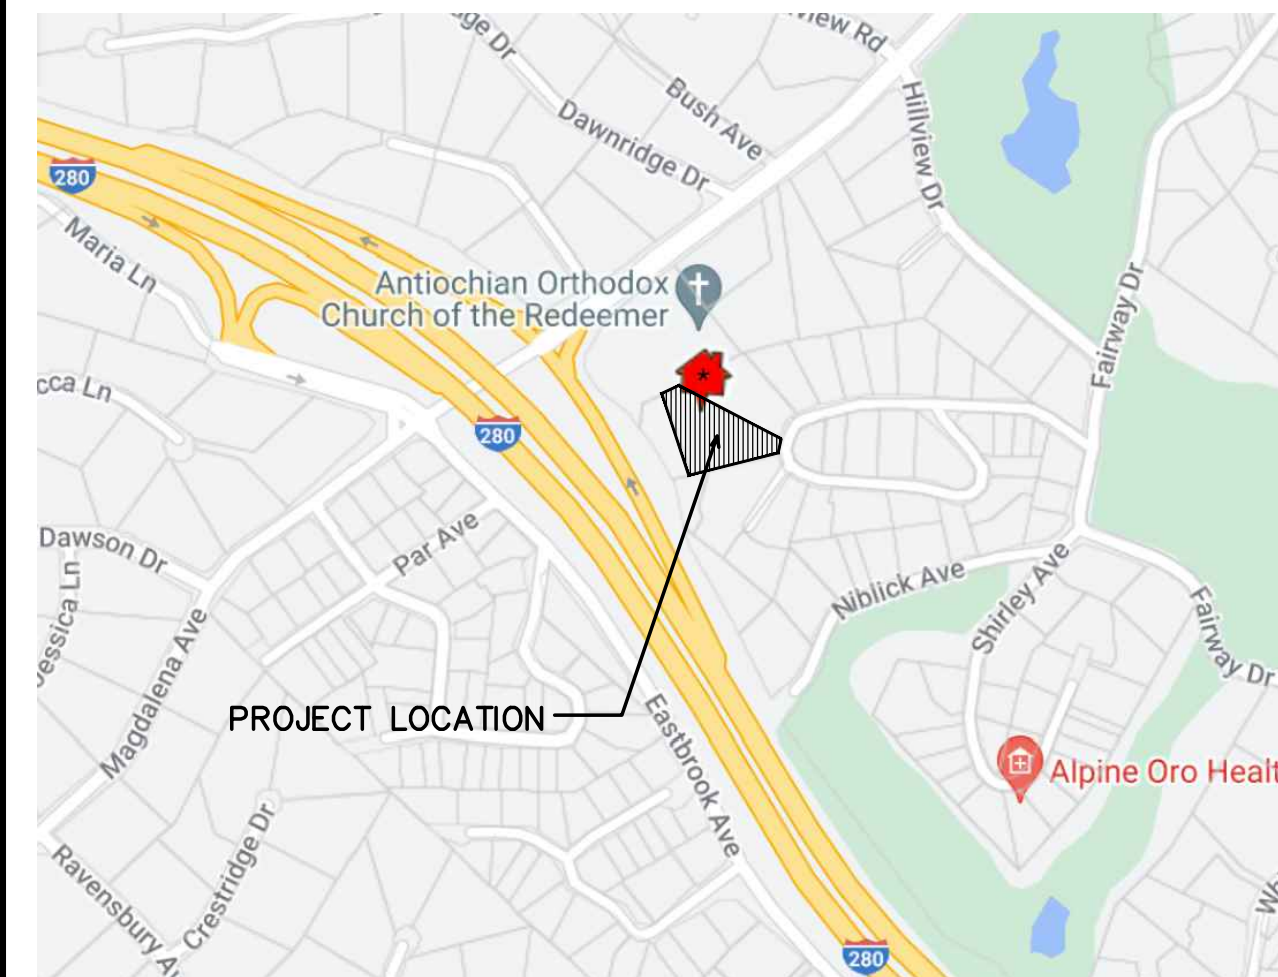 Bush Ave
Dawnridge Dr
Hillview Dr
280
Maria Ln
Fairway Dr
Antiochian Orthodox
Church of the Redeemer
Ln
280
Dawson Dr
Par Ave
Niblick Ave
Shirley Ave
Fairway Dr
Magdalena Ave
PROJECT LOCATION
Eastbrook Ave
Alpine Oro
Crestridge Dr
Ravensbury
280